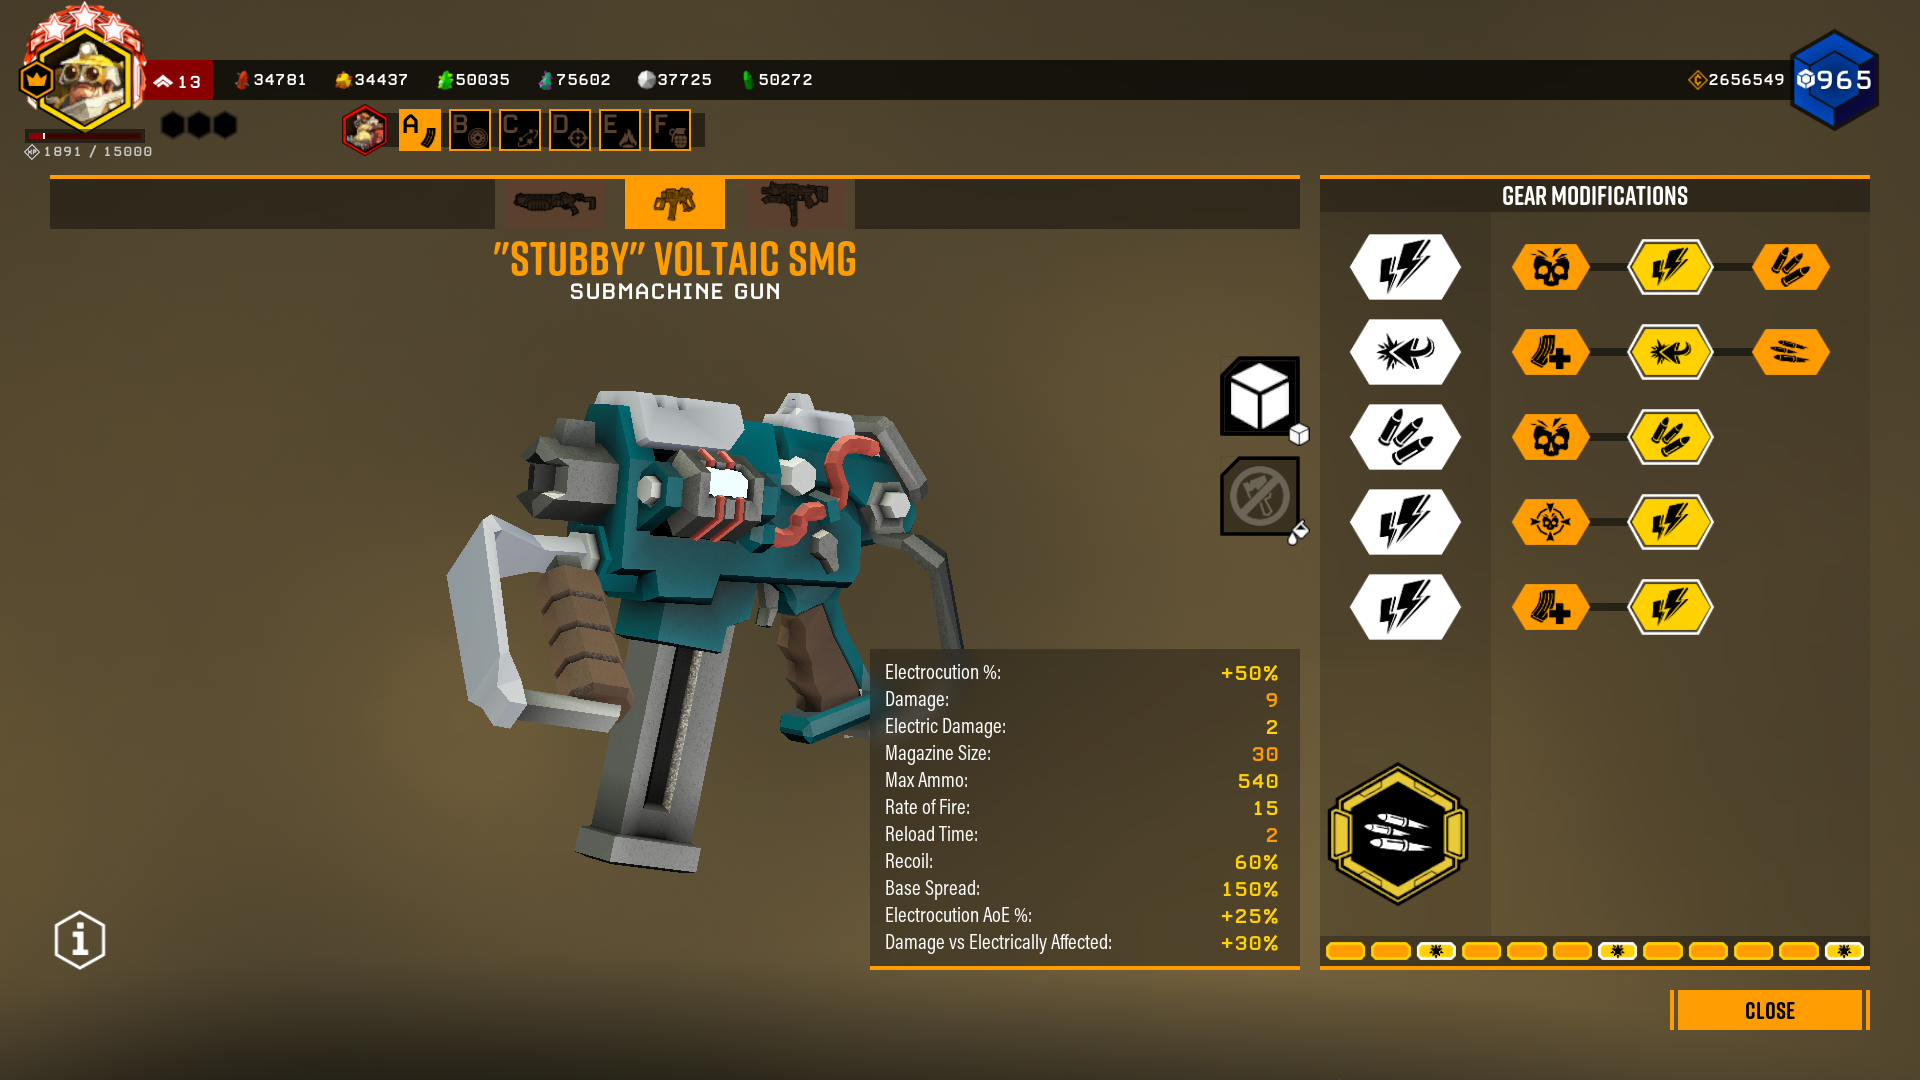 13 34781 34437 50035 75602 37725 50272 2656549 965
1891 / 15000
A B C D E F
"STUBBY" VOLTAIC SMG
SUBMACHINE GUN
GEAR MODIFICATIONS
Electrocution %: +50%
Damage: 9
Electric Damage: 2
Magazine Size: 30
Max Ammo: 540
Rate of Fire: 15
Reload Time: 2
Recoil: 60%
Base Spread: 150%
Electrocution AoE %: +25%
Damage vs Electrically Affected: +30%
CLOSE